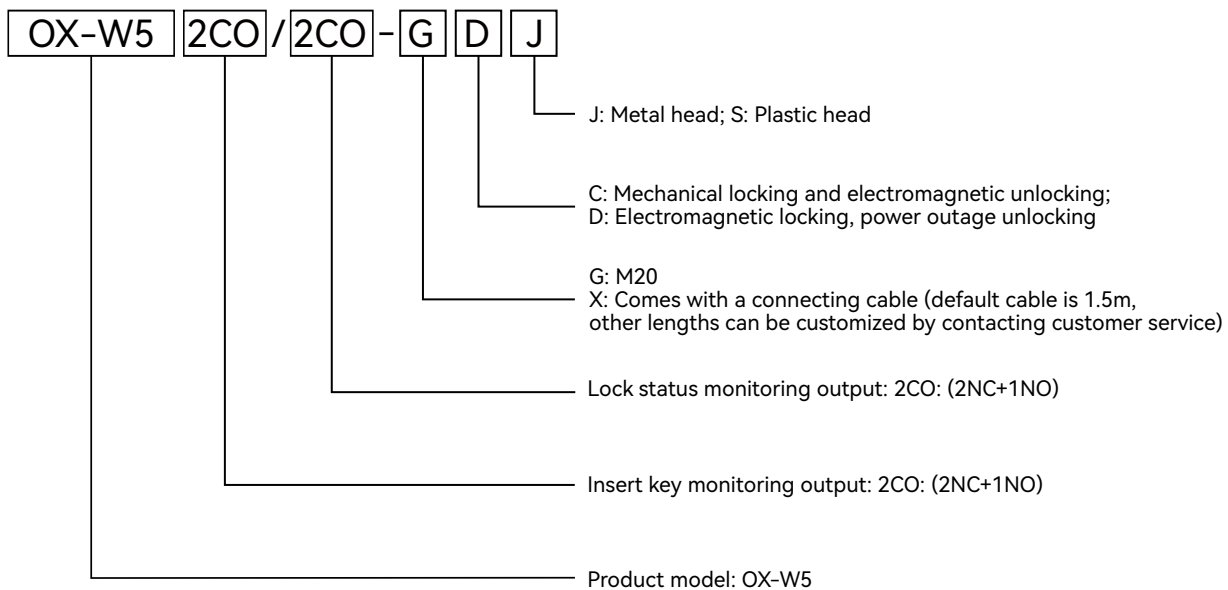 OX-W5 2CO/2CO-G D J
J: Metal head; S: Plastic head
C: Mechanical locking and electromagnetic unlocking;
D: Electromagnetic locking, power outage unlocking
G: M20
X: Comes with a connecting cable (default cable is 1.5m,
other lengths can be customized by contacting customer service)
Lock status monitoring output: 2CO: (2NC+1NO)
Insert key monitoring output: 2CO: (2NC+1NO)
Product model: OX-W5